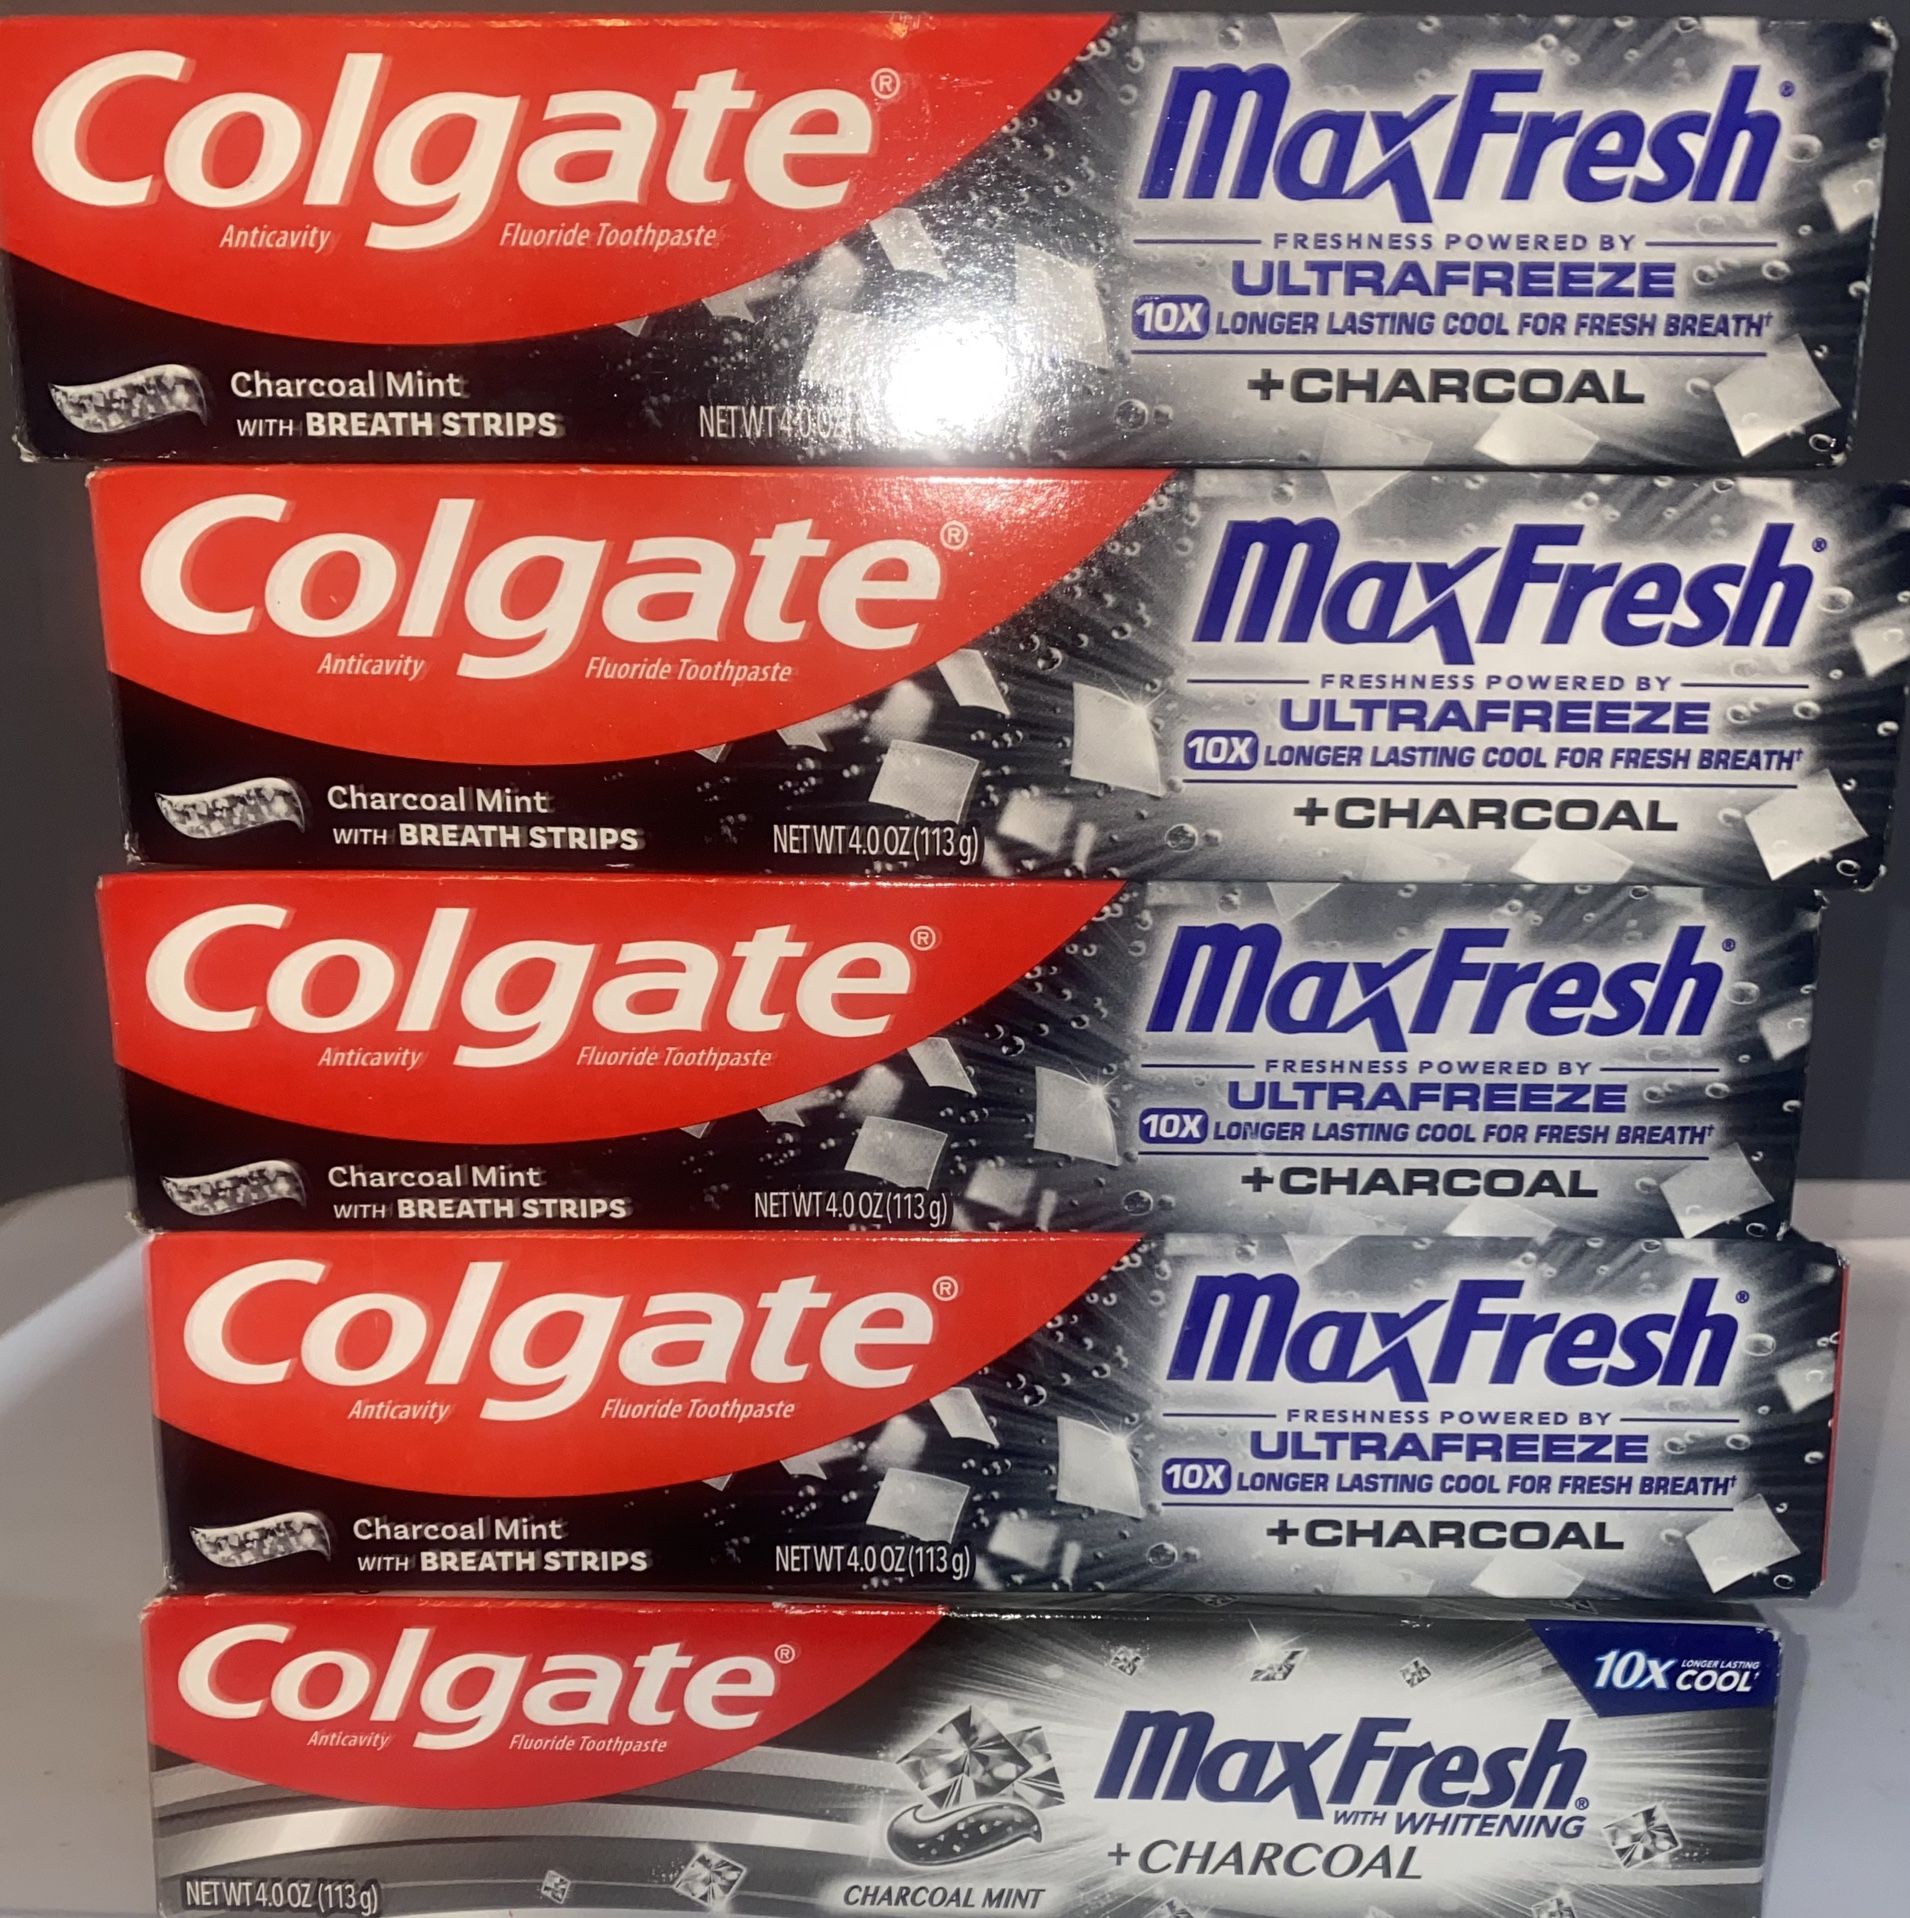 Colgate®
Anticavity Fluoride Toothpaste
Charcoal Mint
WITH BREATH STRIPS
NET WT 4.0 OZ
MaxFresh®
FRESHNESS POWERED BY
ULTRAFREEZE
10X LONGER LASTING COOL FOR FRESH BREATH†
+CHARCOAL
Colgate®
Anticavity Fluoride Toothpaste
Charcoal Mint
WITH BREATH STRIPS
NET WT 4.0 OZ (113 g)
MaxFresh®
FRESHNESS POWERED BY
ULTRAFREEZE
10X LONGER LASTING COOL FOR FRESH BREATH†
+CHARCOAL
Colgate®
Anticavity Fluoride Toothpaste
Charcoal Mint
WITH BREATH STRIPS
NET WT 4.0 OZ (113 g)
MaxFresh®
FRESHNESS POWERED BY
ULTRAFREEZE
10X LONGER LASTING COOL FOR FRESH BREATH†
+CHARCOAL
Colgate®
Anticavity Fluoride Toothpaste
Charcoal Mint
WITH BREATH STRIPS
NET WT 4.0 OZ (113 g)
MaxFresh®
FRESHNESS POWERED BY
ULTRAFREEZE
10X LONGER LASTING COOL FOR FRESH BREATH†
+CHARCOAL
Colgate®
Anticavity Fluoride Toothpaste
NET WT 4.0 OZ (113 g)
CHARCOAL MINT
10X LONGER LASTING
COOL†
MaxFresh®
WITH WHITENING
+CHARCOAL